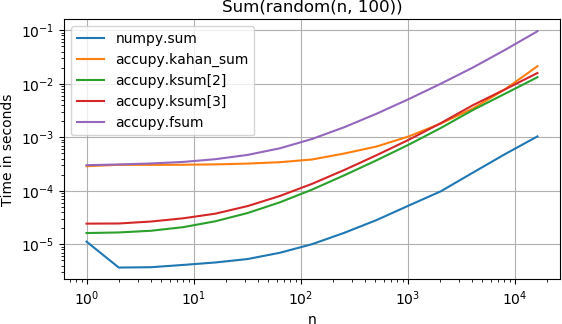 Sum(random(n, 100))
numpy.sum
accupy.kahan_sum
accupy.ksum[2]
accupy.ksum[3]
accupy.fsum
Time in seconds
10⁻¹
10⁻²
10⁻³
10⁻⁴
10⁻⁵
10⁰ 10¹ 10² 10³ 10⁴
n